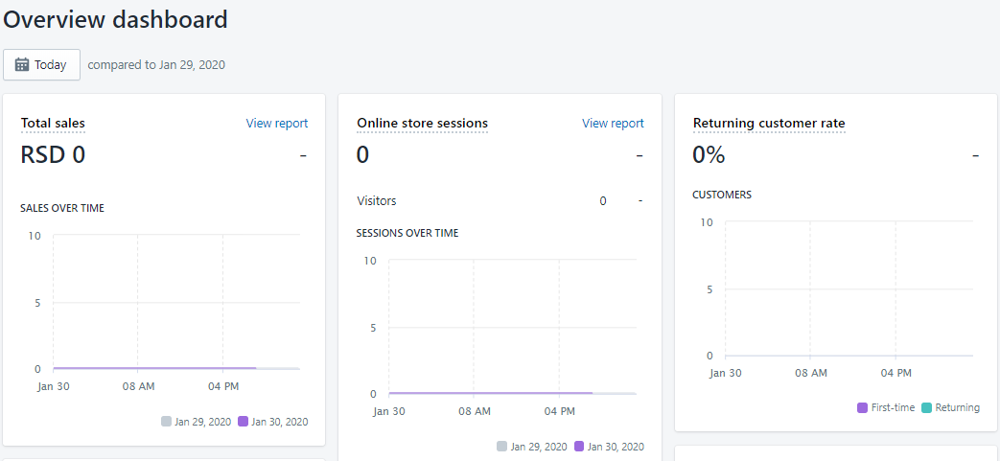 Overview dashboard
Today compared to Jan 29, 2020
Total sales View report
RSD 0 -
SALES OVER TIME
10
5
0
Jan 30 08 AM 04 PM
Jan 29, 2020 Jan 30, 2020
Online store sessions View report
0 -
Visitors 0 -
SESSIONS OVER TIME
10
5
0
Jan 30 08 AM 04 PM
Jan 29, 2020 Jan 30, 2020
Returning customer rate
0% -
CUSTOMERS
10
5
0
Jan 30 08 AM 04 PM
First-time Returning